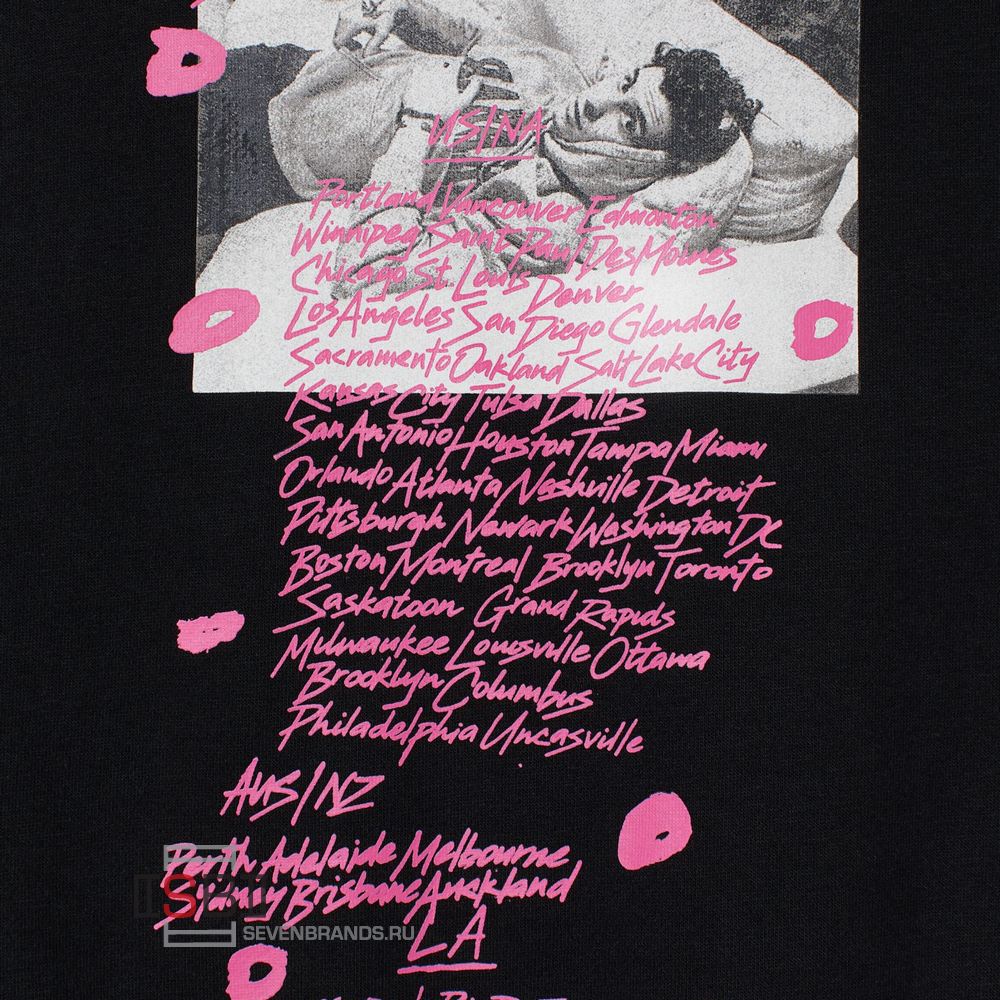 US/NA
Portland Vancouver Edmonton
Winnipeg Saint Paul Des Moines
Chicago St. Louis Denver
Los Angeles San Diego Glendale
Sacramento Oakland Salt Lake City
Kansas City Tulsa Dallas
San Antonio Houston Tampa Miami
Orlando Atlanta Nashville Detroit
Pittsburgh Newark Washington DC
Boston Montreal Brooklyn Toronto
Saskatoon Grand Rapids
Milwaukee Louisville Ottawa
Brooklyn Columbus
Philadelphia Uncasville
AUS/NZ
Perth Adelaide Melbourne
Sydney Brisbane Auckland
SEVENBRANDS.RU
LA